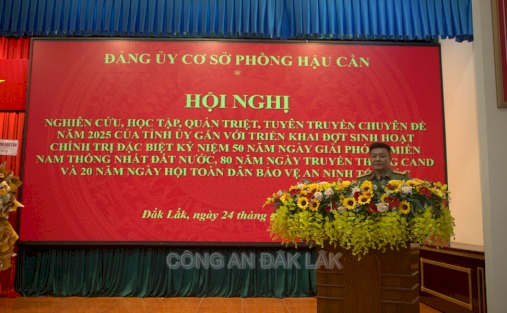 ĐẢNG ỦY CƠ SỞ PHÒNG HẬU CẦN
HỘI NGHỊ
NGHIÊN CỨU, HỌC TẬP, QUÁN TRIỆT, TUYÊN TRUYỀN CHUYÊN ĐỀ
NĂM 2025 CỦA TỈNH ỦY GẮN VỚI TRIỂN KHAI ĐỢT SINH HOẠT
CHÍNH TRỊ ĐẶC BIỆT KỶ NIỆM 50 NĂM NGÀY GIẢI PHÓNG MIỀN
NAM THỐNG NHẤT ĐẤT NƯỚC, 80 NĂM NGÀY TRUYỀN THỐNG CAND
VÀ 20 NĂM NGÀY HỘI TOÀN DÂN BẢO VỆ AN NINH
Đắk Lắk, ngày 24
CÔNG AN ĐẮK LẮK